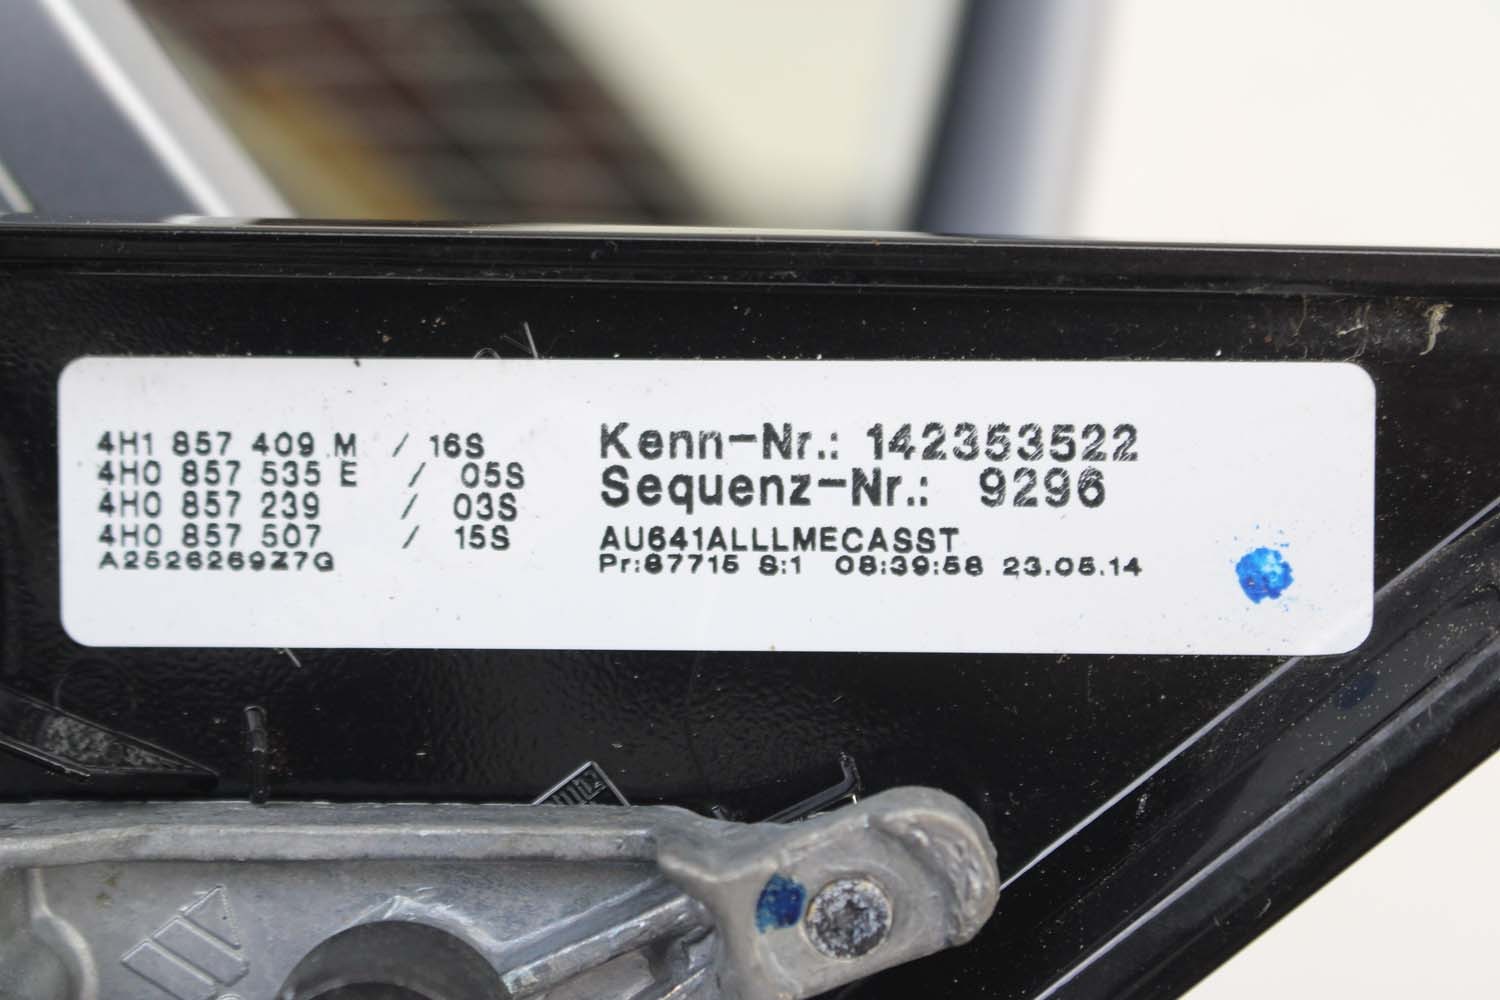 4H1 857 409 M / 16S
4H0 857 535 E / 05S
4H0 857 239 / 03S
4H0 857 507 / 15S
A2526269Z7G
Kenn-Nr.: 142353522
Sequenz-Nr.: 9296
AU641ALLLMECASST
Pr:87715 S:1 08:39:58 23.05.14